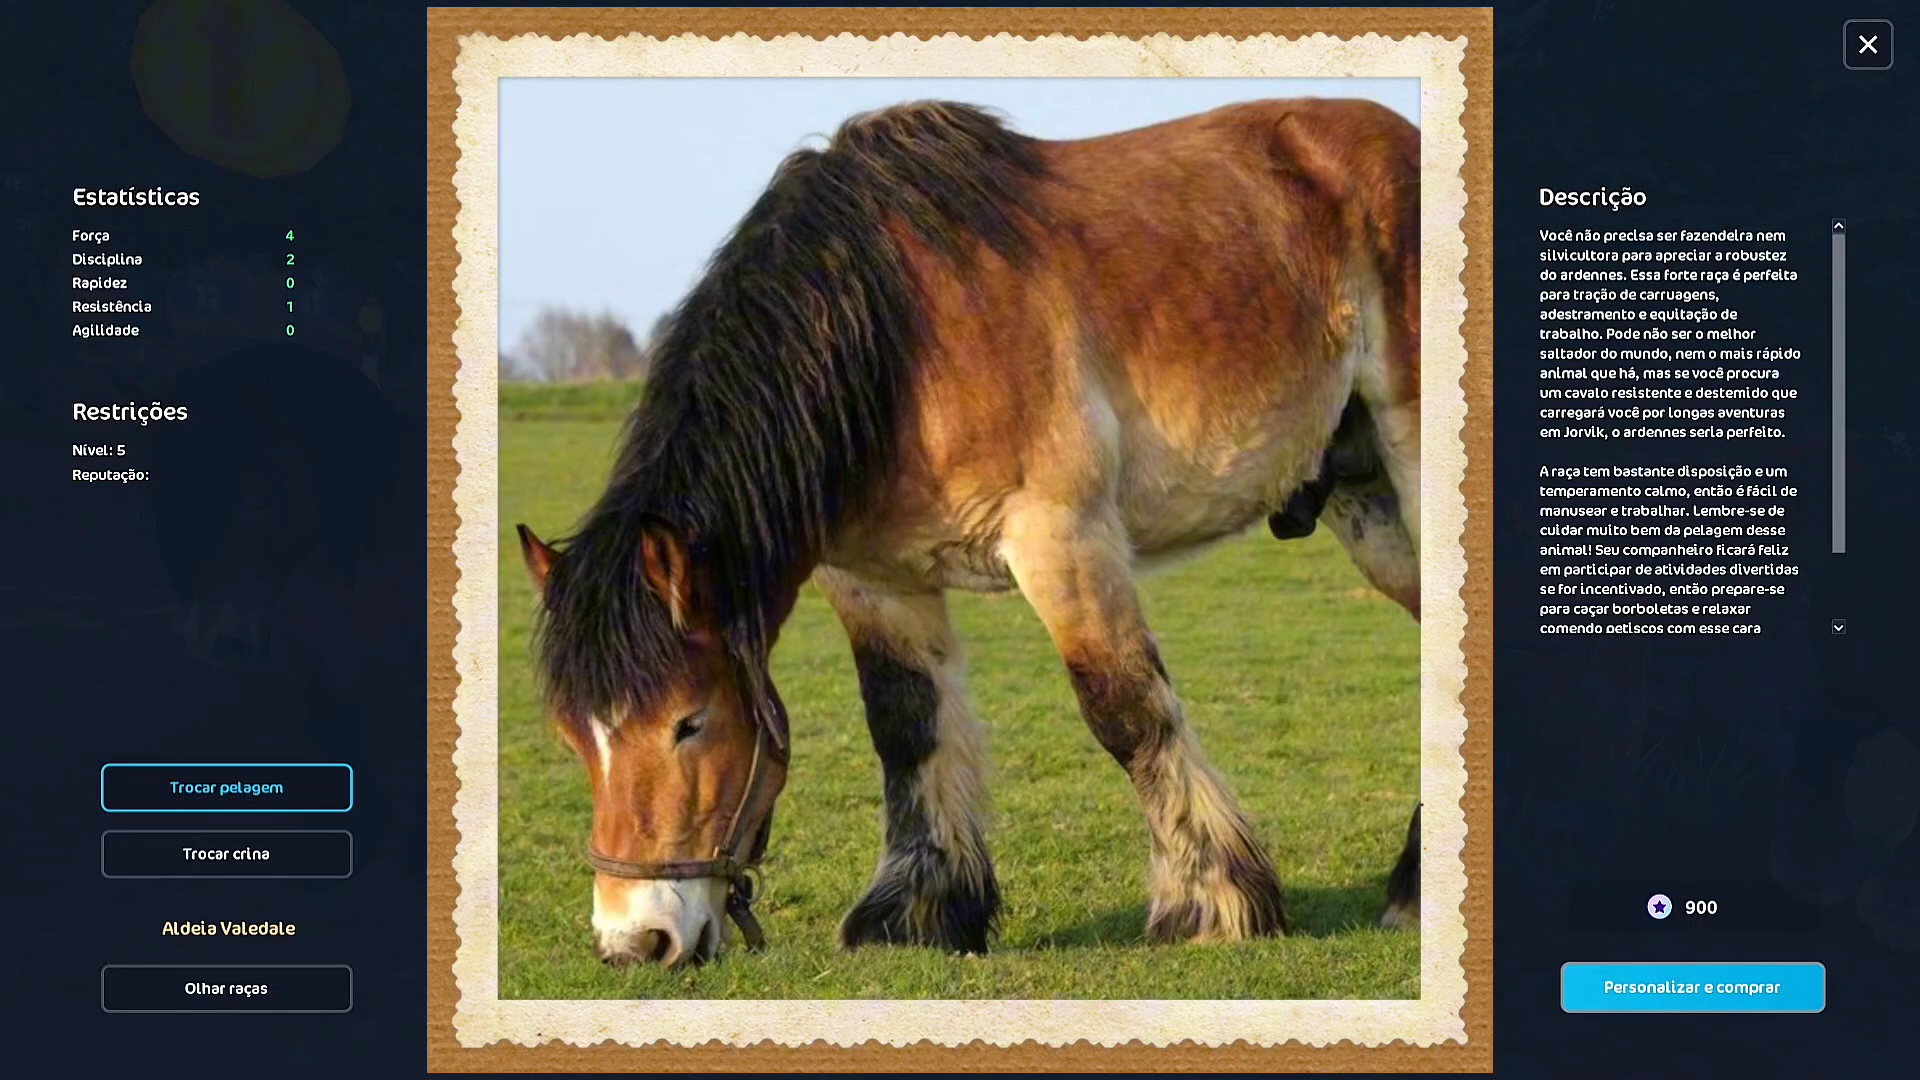 Estatísticas
Força 4
Disciplina 2
Rapidez 0
Resistência 1
Agilidade 0
Restrições
Nível: 5
Reputação:
Trocar pelagem
Trocar crina
Aldeia Valedale
Olhar raças
Descrição
Você não precisa ser fazendeira nem
silvicultora para apreciar a robustez
do ardennes. Essa forte raça é perfeita
para tração de carruagens,
adestramento e equitação de
trabalho. Pode não ser o melhor
saltador do mundo, nem o mais rápido
animal que há, mas se você procura
um cavalo resistente e destemido que
carregará você por longas aventuras
em Jorvik, o ardennes seria perfeito.
A raça tem bastante disposição e um
temperamento calmo, então é fácil de
manusear e trabalhar. Lembre-se de
cuidar muito bem da pelagem desse
animal! Seu companheiro ficará feliz
em participar de atividades divertidas
se for incentivado, então prepare-se
para caçar borboletas e relaxar
comendo petiscos com esse cara
900
Personalizar e comprar